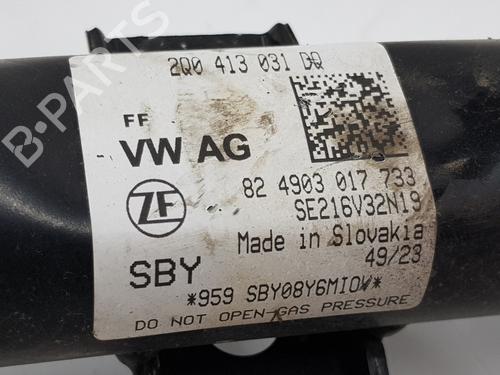 2Q0 413 031 DQ
FF
VW AG
ZF
82 4903 017 733
SE216V32N19
Made in Slovakia
49/23
SBY
*959 SBY08Y6MIOV*
DO NOT OPEN-GAS PRESSURE
B-PARTS